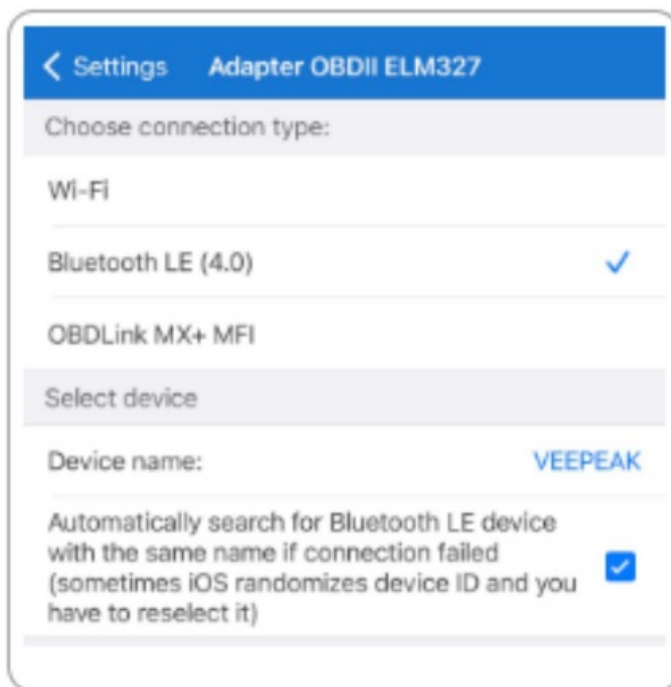 Settings Adapter OBDII ELM327
Choose connection type:
Wi-Fi
Bluetooth LE (4.0)
OBDLink MX+ MFI
Select device
Device name: VEEPEAK
Automatically search for Bluetooth LE device
with the same name if connection failed
(sometimes iOS randomizes device ID and you
have to reselect it)